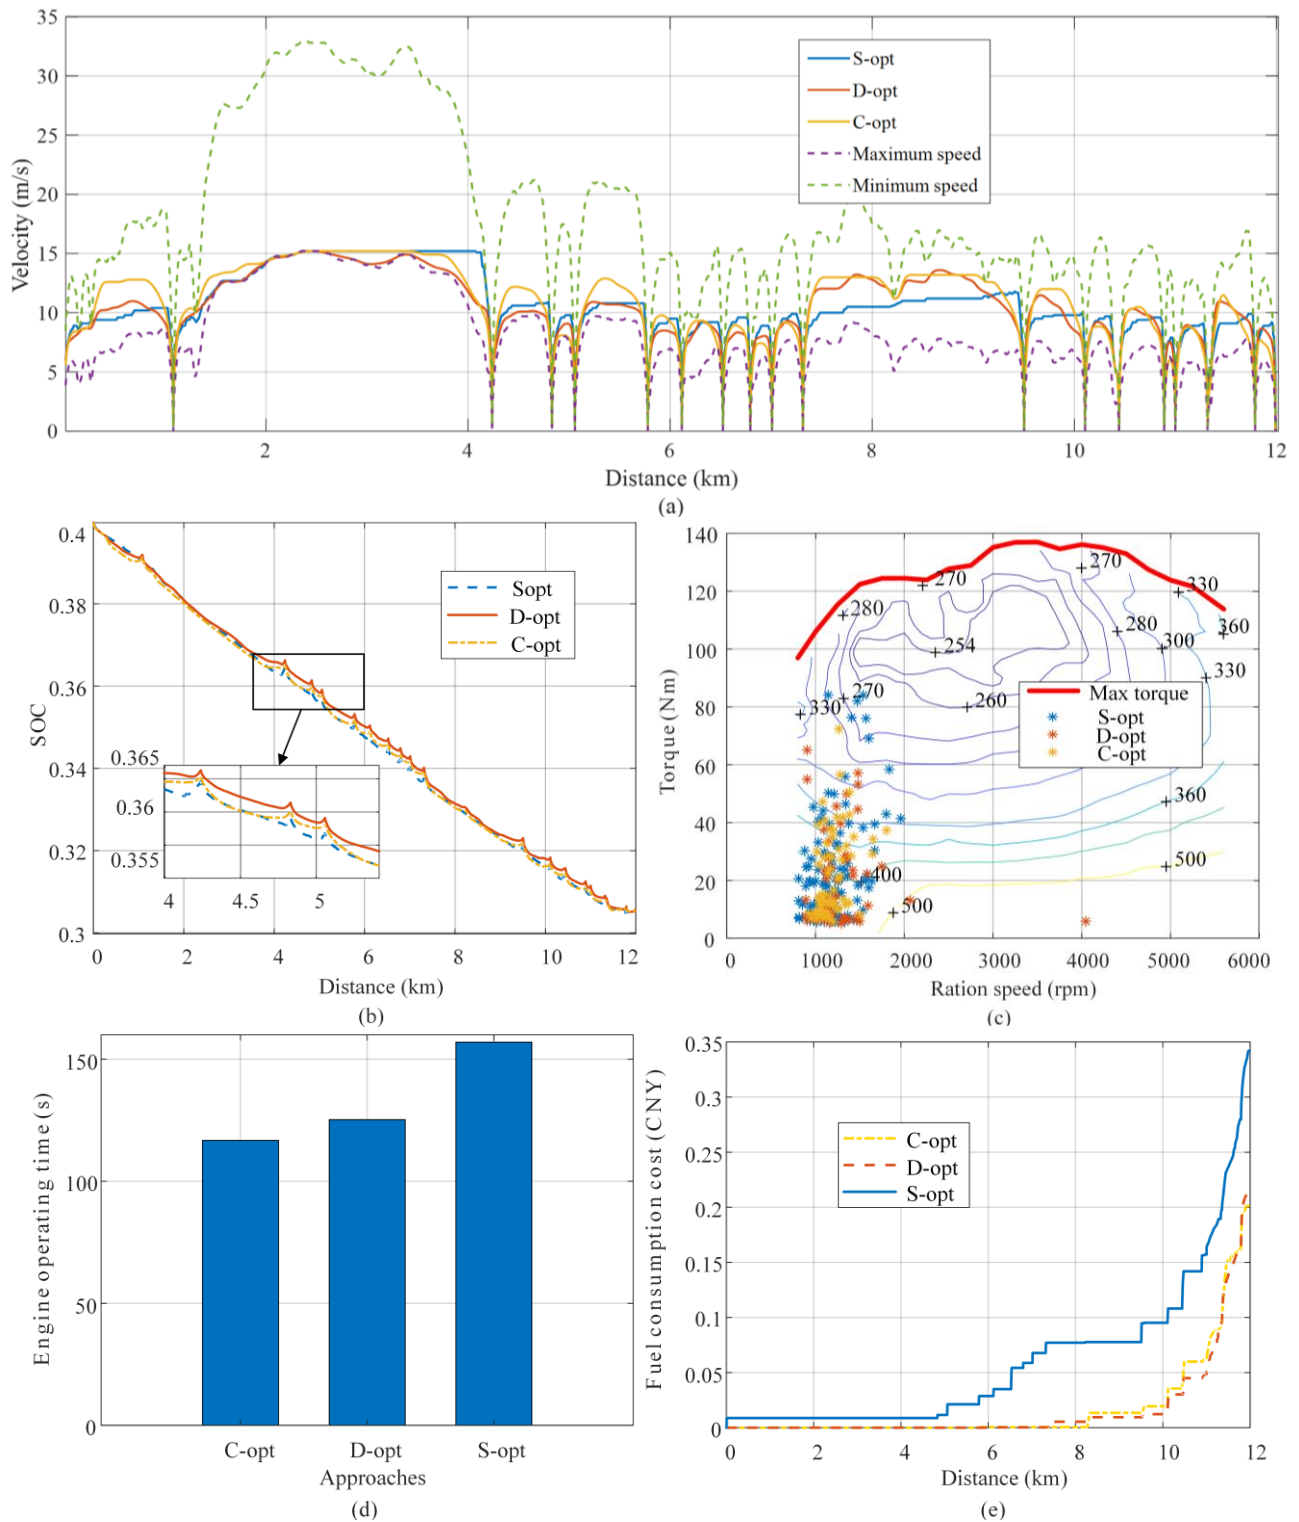 35
30
25
20
15
10
5
0
Velocity (m/s)
S-opt
D-opt
C-opt
Maximum speed
Minimum speed
2
4
6
8
10
12
Distance (km)
(a)
0.4
0.38
0.36
0.34
0.32
0.3
SOC
Sopt
D-opt
C-opt
0.365
0.36
0.355
4
4.5
5
0
2
4
6
8
10
12
Distance (km)
(b)
140
120
100
80
60
40
20
0
Torque (Nm)
270
270
280
330
360
280
300
254
330
270
330
260
Max torque
S-opt
D-opt
C-opt
360
500
400
500
0
1000
2000
3000
4000
5000
6000
Ration speed (rpm)
(c)
150
100
50
0
Engine operating time (s)
C-opt
D-opt
S-opt
Approaches
(d)
0.35
0.3
0.25
0.2
0.15
0.1
0.05
0
Fuel consumption cost (CNY)
C-opt
D-opt
S-opt
0
2
4
6
8
10
12
Distance (km)
(e)